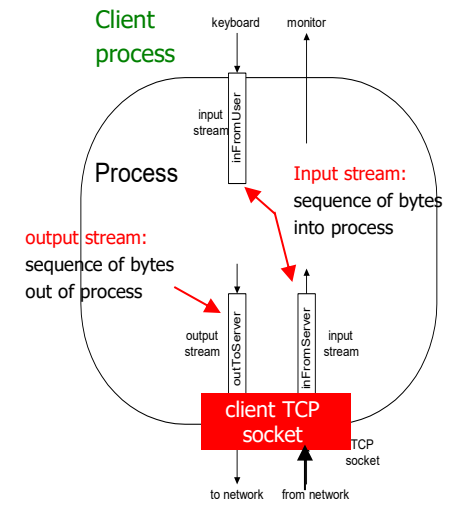 Client
process
keyboard
monitor
input
stream
inFromUser
Process
Input stream:
sequence of bytes
into process
output stream:
sequence of bytes
out of process
output
stream
outToServer
inFromServer
input
stream
client TCP
socket
TCP
socket
to network
from network